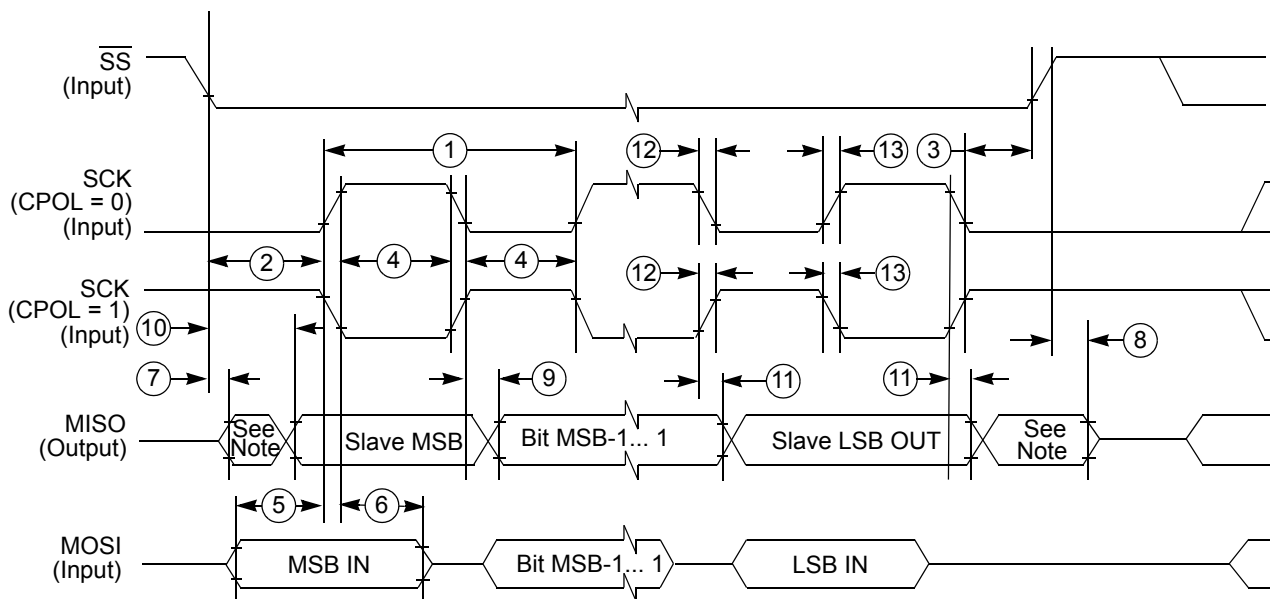 SS
(Input)
1
12
13
3
SCK
(CPOL = 0)
(Input)
2
4
4
12
13
SCK
(CPOL = 1)
(Input)
10
8
7
9
11
11
MISO
(Output)
See
Note
Slave MSB
Bit MSB-1... 1
Slave LSB OUT
See
Note
5
6
MOSI
(Input)
MSB IN
Bit MSB-1... 1
LSB IN